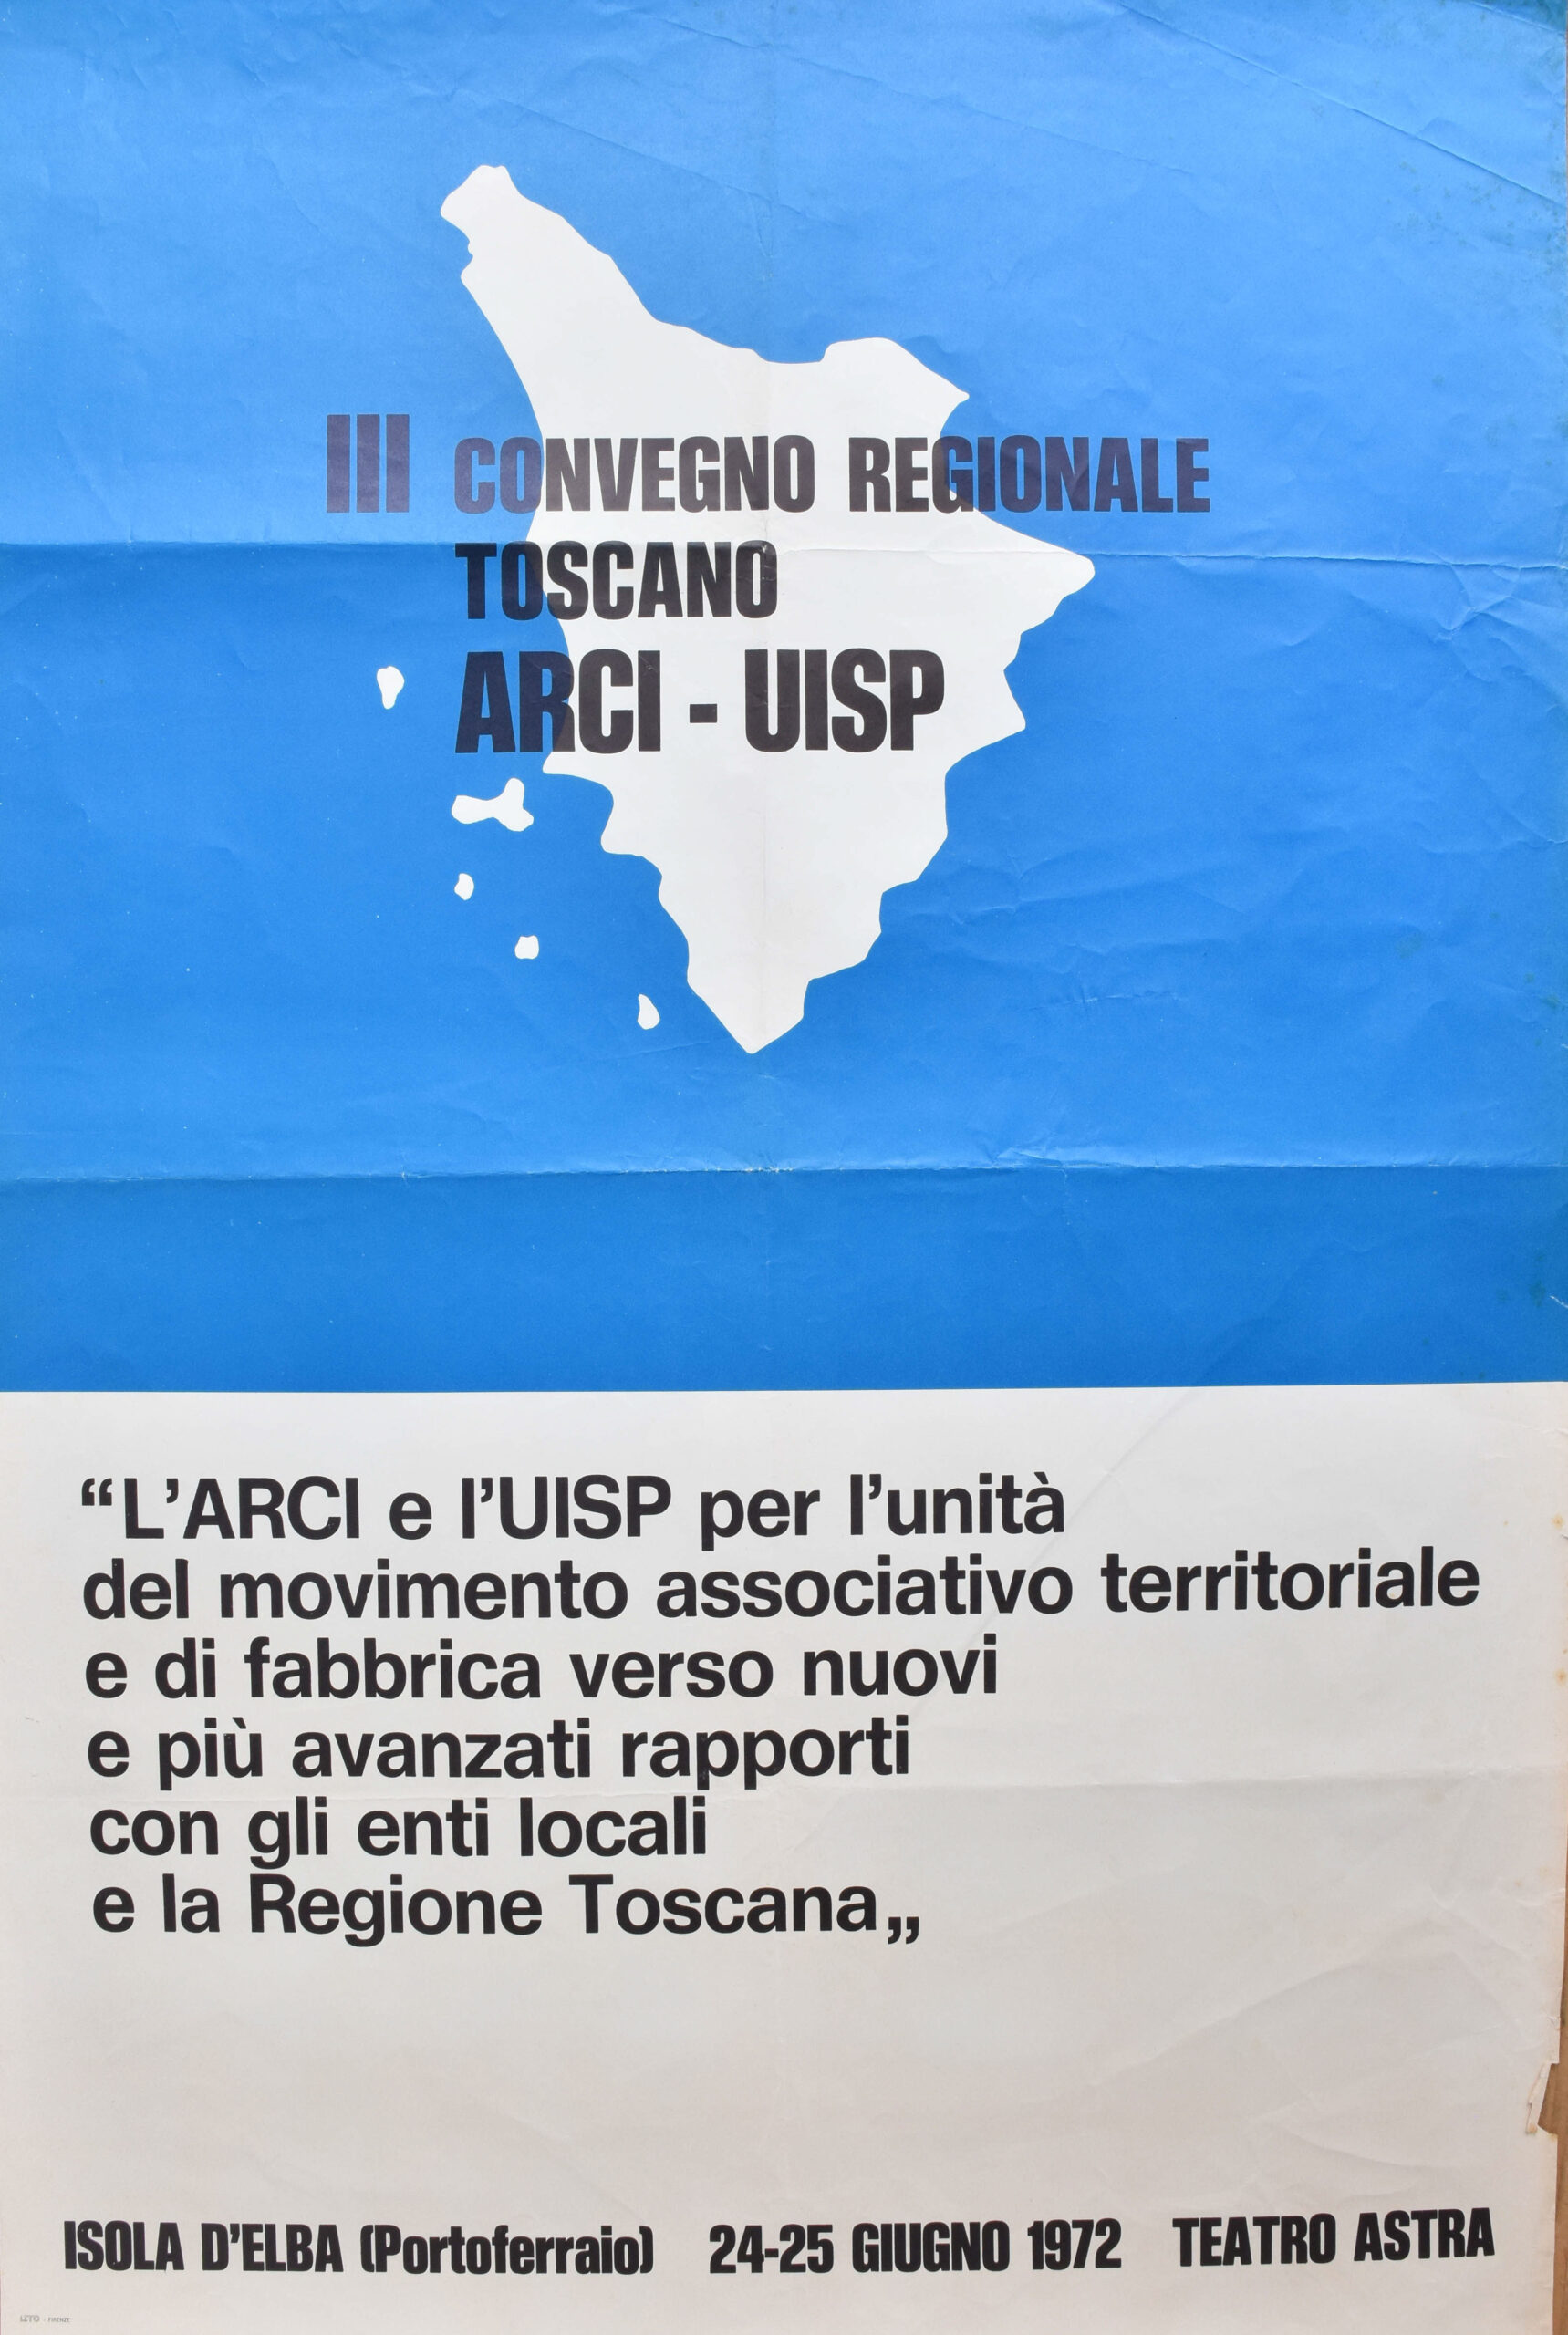 III CONVEGNO REGIONALE
TOSCANO
ARCI - UISP
“L’ARCI e l’UISP per l’unità
del movimento associativo territoriale
e di fabbrica verso nuovi
e più avanzati rapporti
con gli enti locali
e la Regione Toscana„
ISOLA D'ELBA (Portoferraio) 24-25 GIUGNO 1972 TEATRO ASTRA
FIRENZE